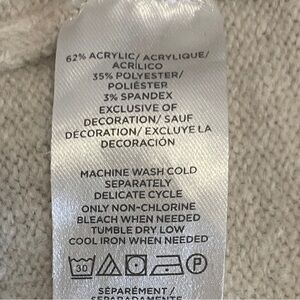 62% ACRYLIC/ ACRYLIQUE/
ACRÍLICO
35% POLYESTER/
POLIÉSTER
3% SPANDEX
EXCLUSIVE OF
DECORATION/ SAUF
DÉCORATION/ EXCLUYE LA
DECORACIÓN
MACHINE WASH COLD
SEPARATELY
DELICATE CYCLE
ONLY NON-CHLORINE
BLEACH WHEN NEEDED
TUMBLE DRY LOW
COOL IRON WHEN NEEDED
30 P
SÉPARÉMENT /
SEPARADAMENTE